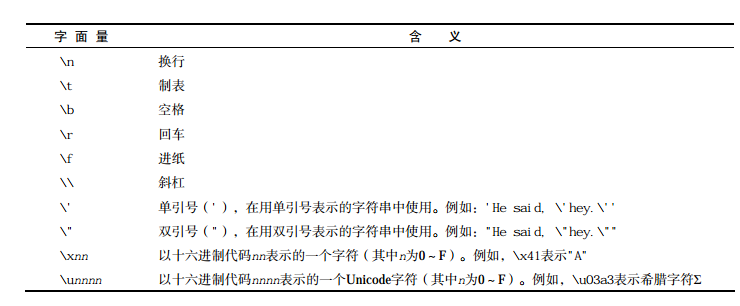 字 面 量 含 义
\n 换行
\t 制表
\b 空格
\r 回车
\f 进纸
\\ 斜杠
\' 单引号（'），在用单引号表示的字符串中使用。例如：'He said, \'hey.\''
\" 双引号（"），在用双引号表示的字符串中使用。例如："He said, \"hey.\""
\xnn 以十六进制代码nn表示的一个字符（其中n为0～F）。例如，\x41表示"A"
\unnnn 以十六进制代码nnnn表示的一个Unicode字符（其中n为0～F）。例如，\u03a3表示希腊字符Σ